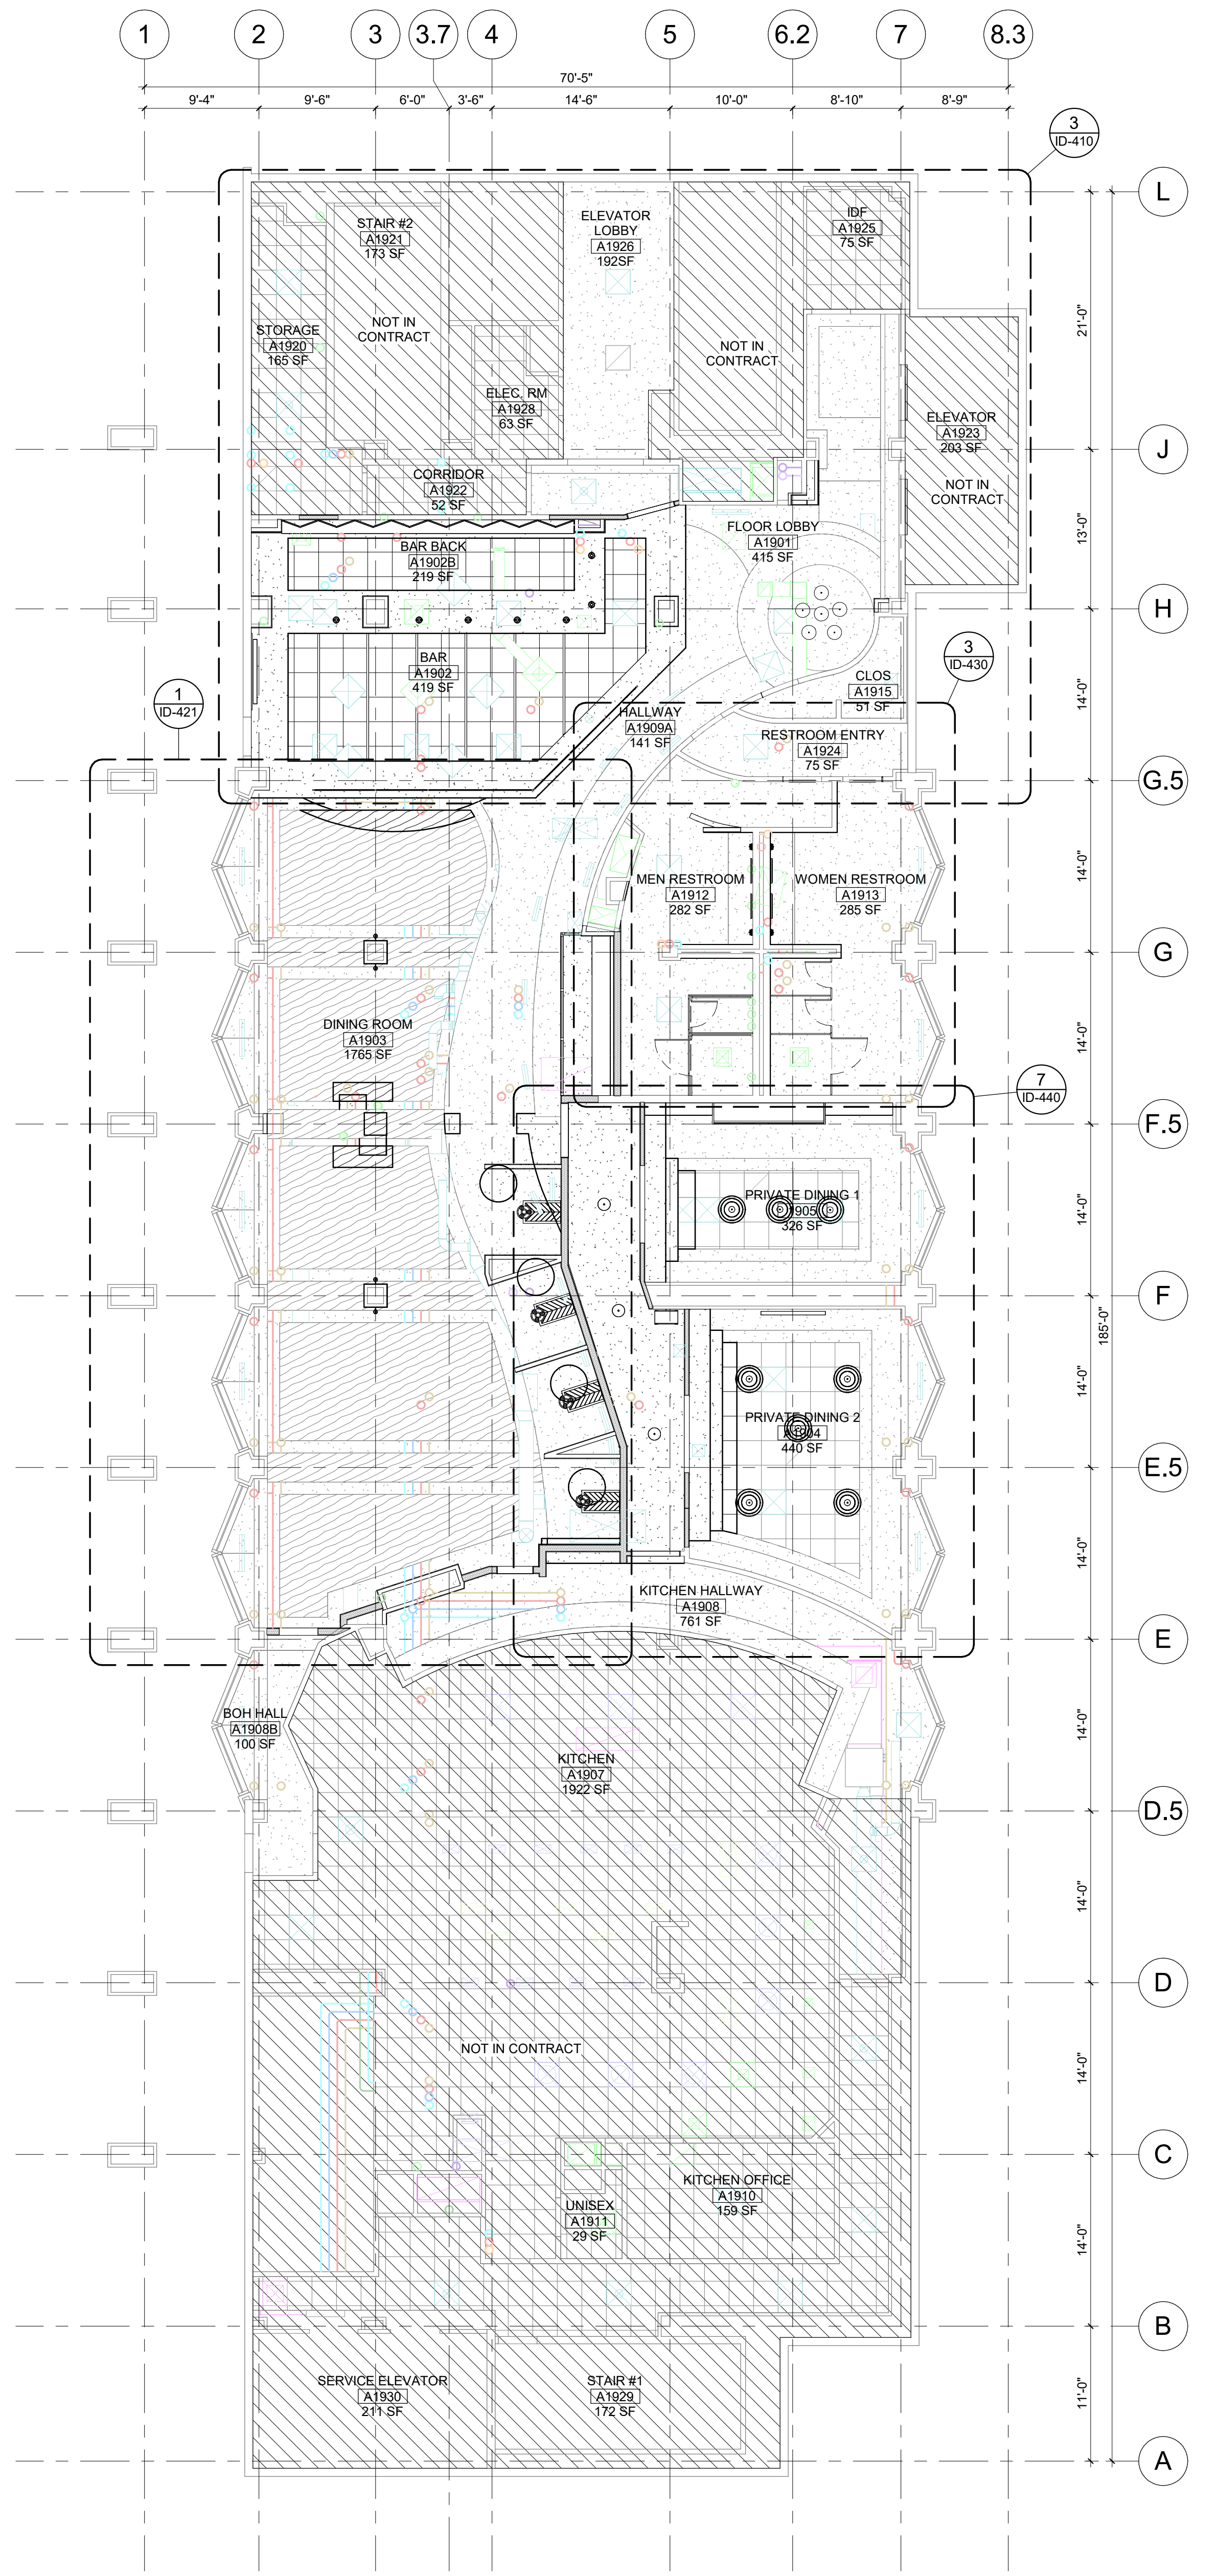 1
2
3
3.7
4
5
6.2
7
8.3
70'-5"
9'-4"
9'-6"
6'-0"
3'-6"
14'-6"
10'-0"
8'-10"
8'-9"
3
ID-410
L
STAIR #2
A1921
173 SF
ELEVATOR
LOBBY
A1926
192SF
IDF
A1925
75 SF
21'-0"
STORAGE
A1920
165 SF
NOT IN
CONTRACT
NOT IN
CONTRACT
ELEC. RM
A1928
63 SF
ELEVATOR
A1923
203 SF
J
CORRIDOR
A1922
52 SF
NOT IN
CONTRACT
FLOOR LOBBY
A1901
415 SF
13'-0"
BAR BACK
A1902B
219 SF
H
3
ID-430
BAR
A1902
419 SF
CLOS
A1915
51 SF
14'-0"
1
ID-421
HALLWAY
A1909A
141 SF
RESTROOM ENTRY
A1924
75 SF
G.5
MEN RESTROOM
A1912
282 SF
WOMEN RESTROOM
A1913
285 SF
14'-0"
G
DINING ROOM
A1903
1765 SF
14'-0"
7
ID-440
F.5
PRIVATE DINING 1
1905
326 SF
14'-0"
F
185'-0"
14'-0"
PRIVATE DINING 2
A1904
440 SF
E.5
14'-0"
KITCHEN HALLWAY
A1908
761 SF
E
BOH HALL
A1908B
100 SF
14'-0"
KITCHEN
A1907
1922 SF
D.5
14'-0"
D
NOT IN CONTRACT
14'-0"
C
KITCHEN OFFICE
A1910
159 SF
UNISEX
A1911
29 SF
14'-0"
B
SERVICE ELEVATOR
A1930
211 SF
STAIR #1
A1929
172 SF
11'-0"
A